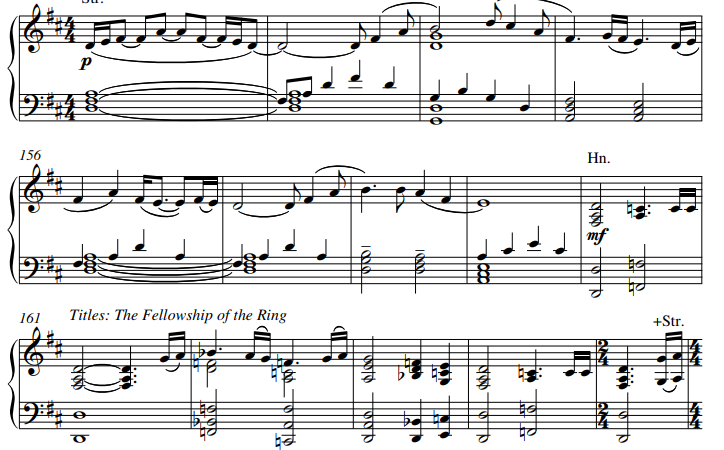 Str.
p
156
Hn.
mf
161 Titles: The Fellowship of the Ring
+Str.